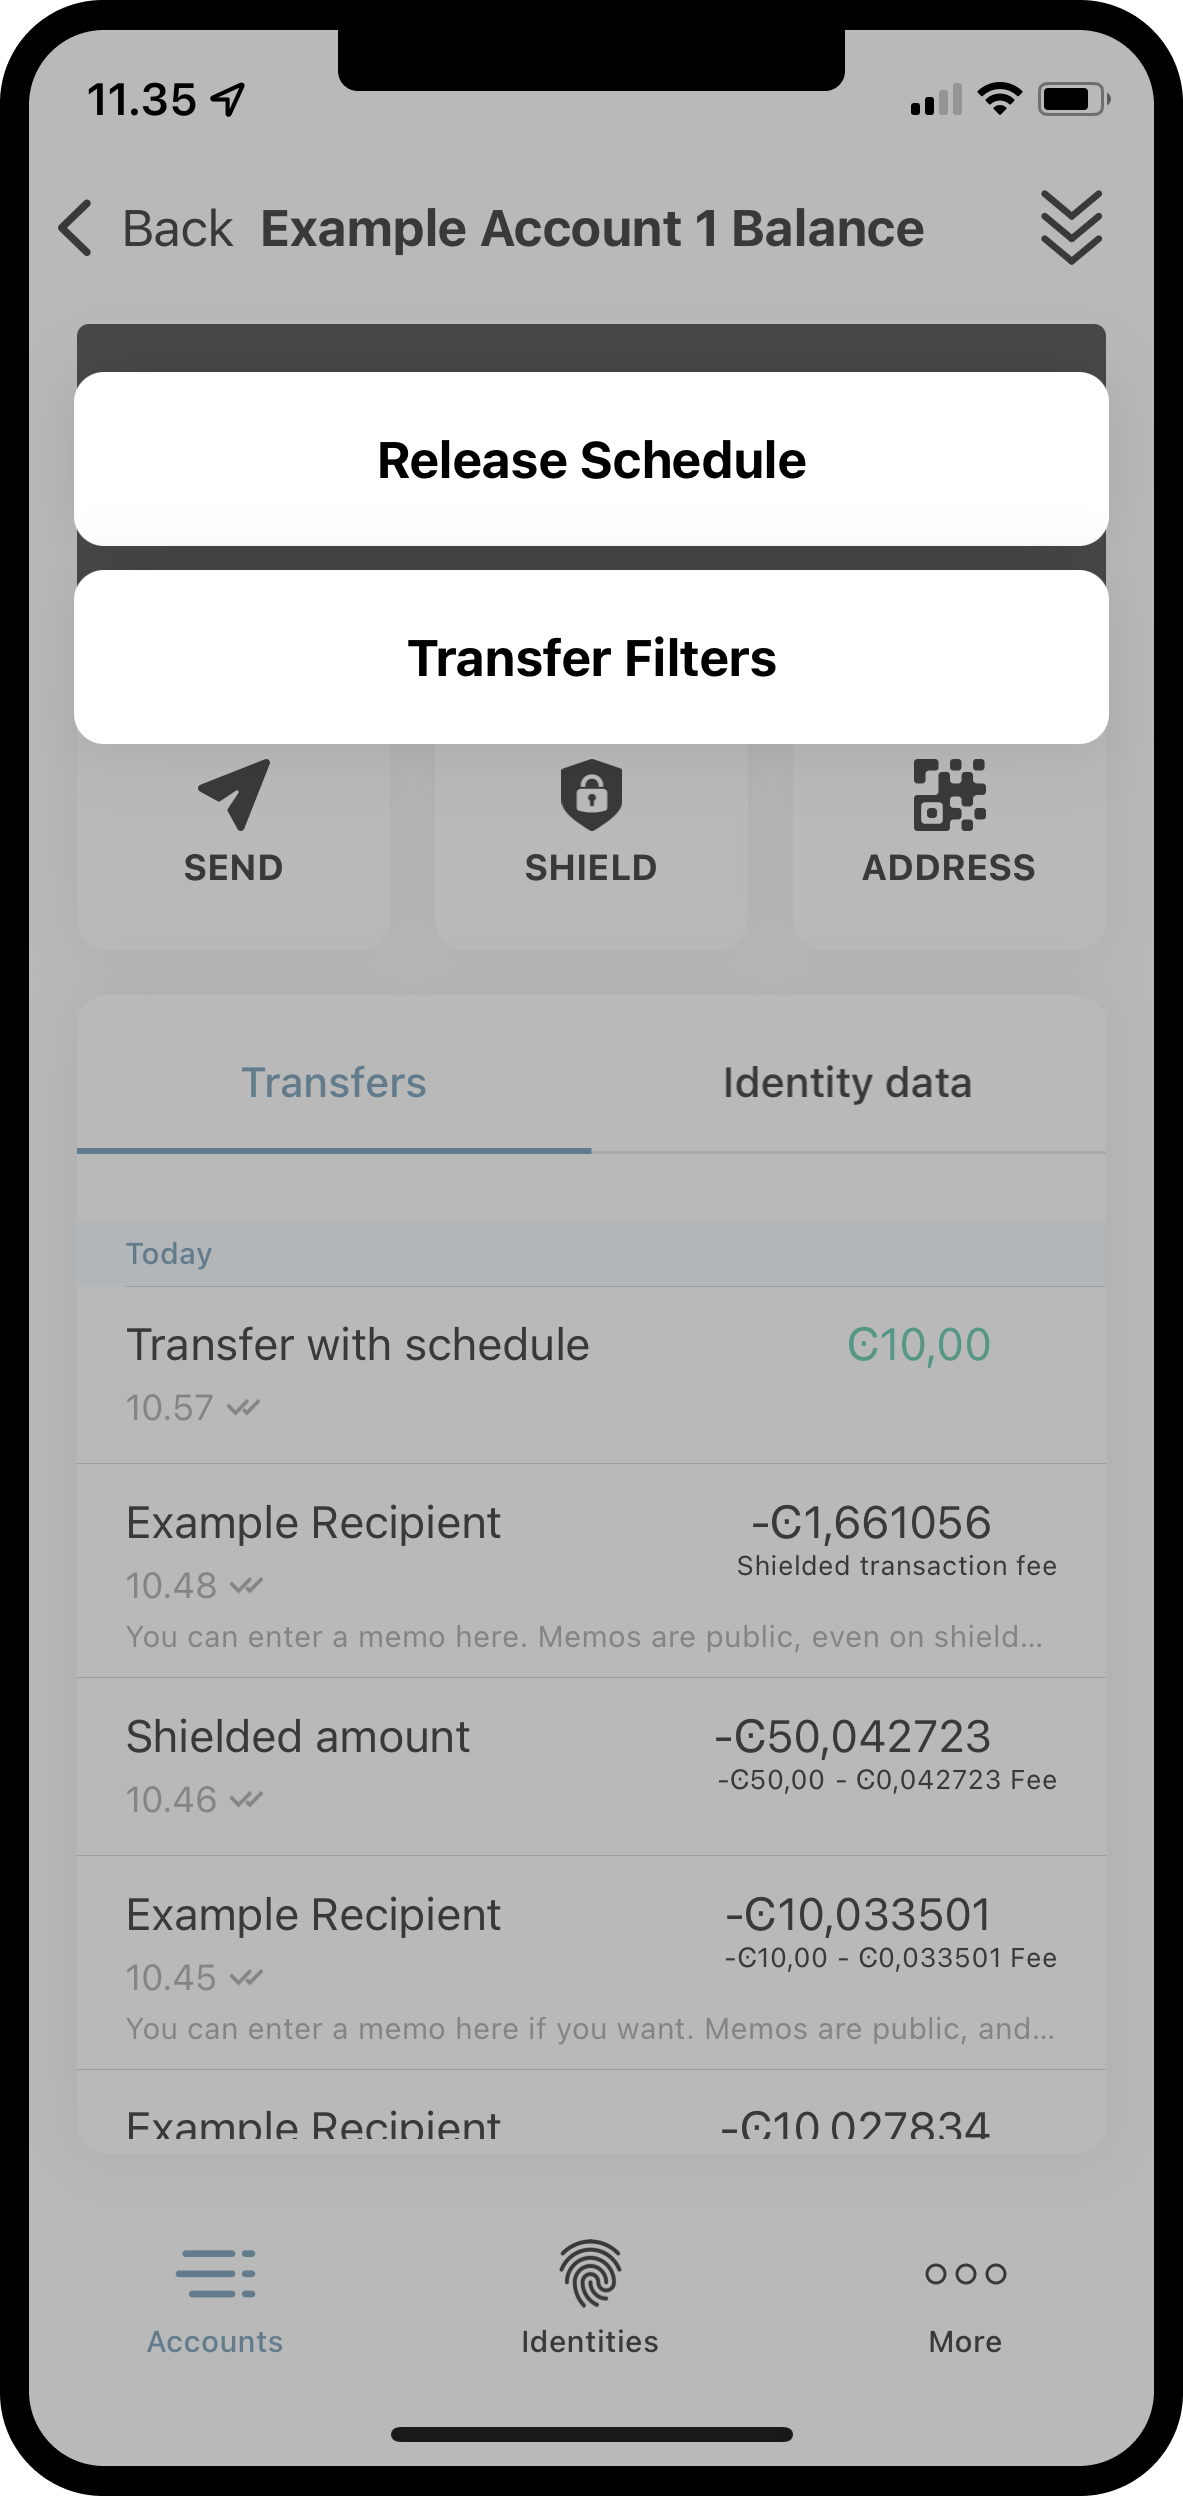 11.35
Back Example Account 1 Balance
Release Schedule
Transfer Filters
SEND SHIELD ADDRESS
Transfers Identity data
Today
Transfer with schedule Ͼ10,00
10.57
Example Recipient -Ͼ1,661056
Shielded transaction fee
10.48
You can enter a memo here. Memos are public, even on shield...
Shielded amount -Ͼ50,042723
-Ͼ50,00 - Ͼ0,042723 Fee
10.46
Example Recipient -Ͼ10,033501
-Ͼ10,00 - Ͼ0,033501 Fee
10.45
You can enter a memo here if you want. Memos are public, and...
Example Recipient -Ͼ10,027834
Accounts Identities More